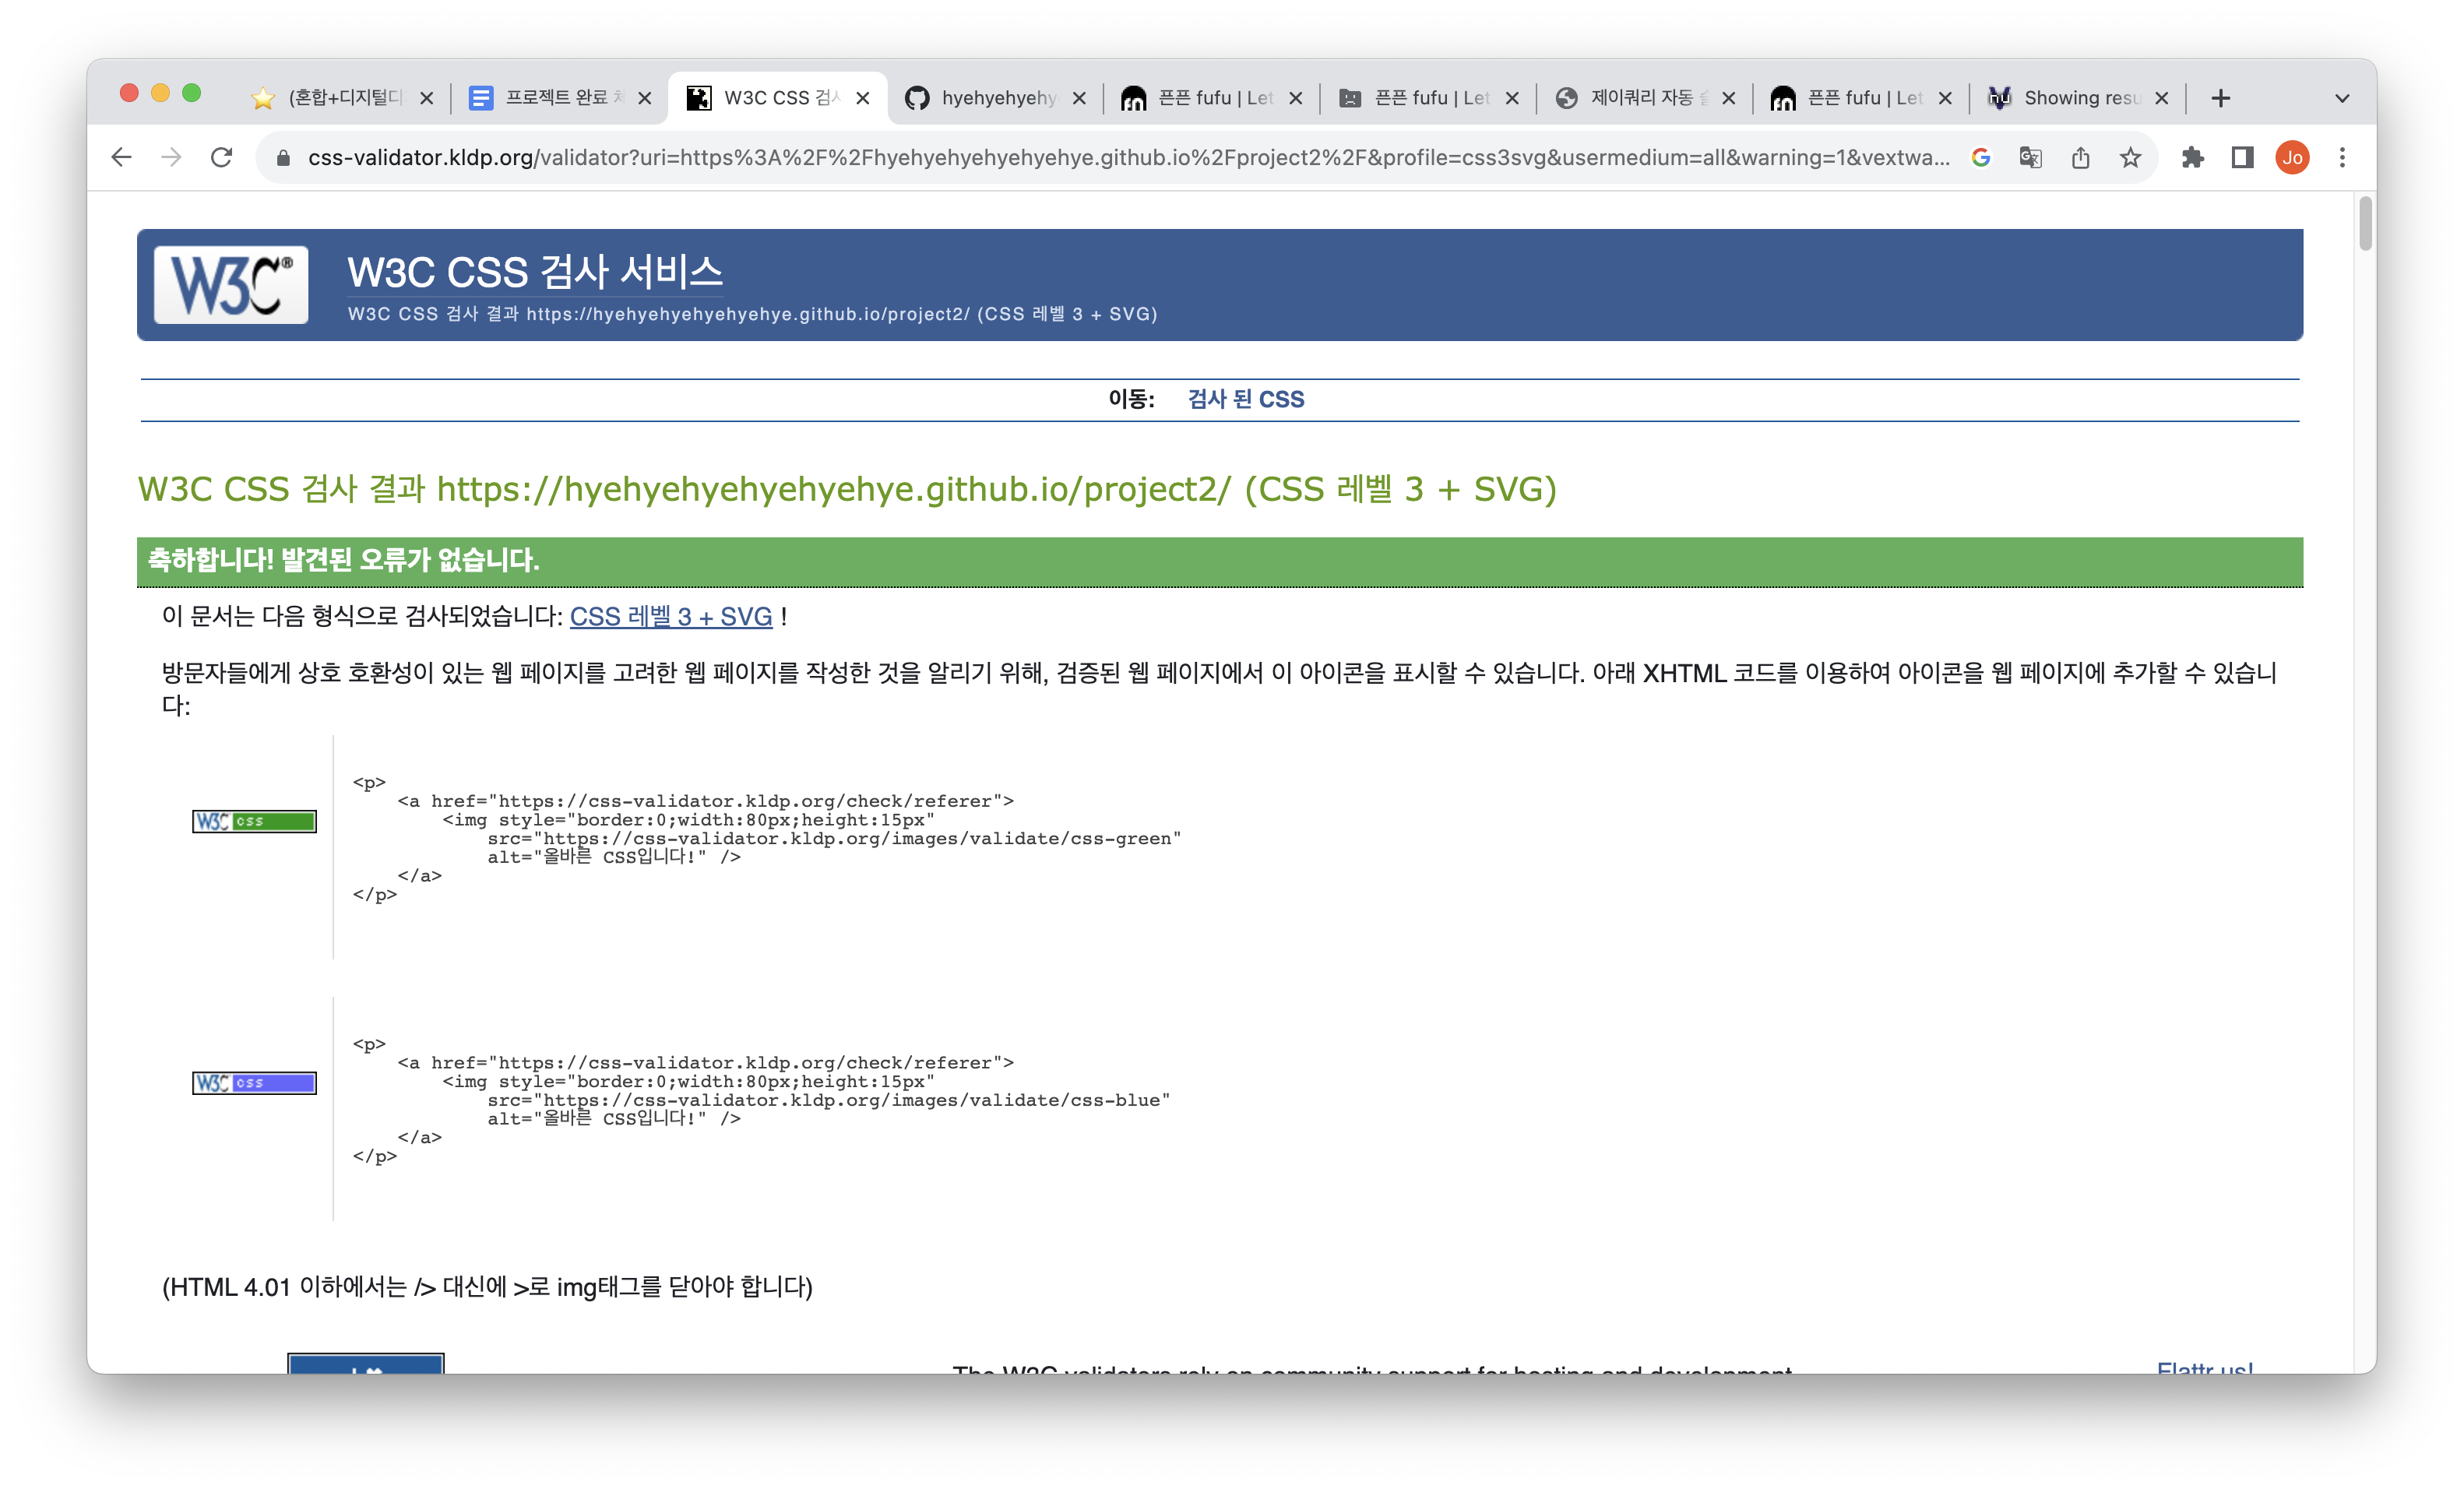 (혼합+디지털디
프로젝트 완료
W3C CSS 검사
hyehyehyehy
픈픈 fufu | Let
픈픈 fufu | Let
제이쿼리 자동
픈픈 fufu | Let
Showing resu
css-validator.kldp.org/validator?uri=https%3A%2F%2Fhyehyehyehyehyehye.github.io%2Fproject2%2F&profile=css3svg&usermedium=all&warning=1&vextwa...
Jo
W3C®
W3C CSS 검사 서비스
W3C CSS 검사 결과 https://hyehyehyehyehyehye.github.io/project2/ (CSS 레벨 3 + SVG)
이동: 검사 된 CSS
W3C CSS 검사 결과 https://hyehyehyehyehyehye.github.io/project2/ (CSS 레벨 3 + SVG)
축하합니다! 발견된 오류가 없습니다.
이 문서는 다음 형식으로 검사되었습니다: CSS 레벨 3 + SVG !
방문자들에게 상호 호환성이 있는 웹 페이지를 고려한 웹 페이지를 작성한 것을 알리기 위해, 검증된 웹 페이지에서 이 아이콘을 표시할 수 있습니다. 아래 XHTML 코드를 이용하여 아이콘을 웹 페이지에 추가할 수 있습니
다:
<p>
<a href="https://css-validator.kldp.org/check/referer">
W3C css
<img style="border:0;width:80px;height:15px"
src="https://css-validator.kldp.org/images/validate/css-green"
alt="올바른 CSS입니다!" />
</a>
</p>
<p>
<a href="https://css-validator.kldp.org/check/referer">
W3C css
<img style="border:0;width:80px;height:15px"
src="https://css-validator.kldp.org/images/validate/css-blue"
alt="올바른 CSS입니다!" />
</a>
</p>
(HTML 4.01 이하에서는 /> 대신에 >로 img태그를 닫아야 합니다)
The W3C validators rely on community support for hosting and development.
Flattr us!